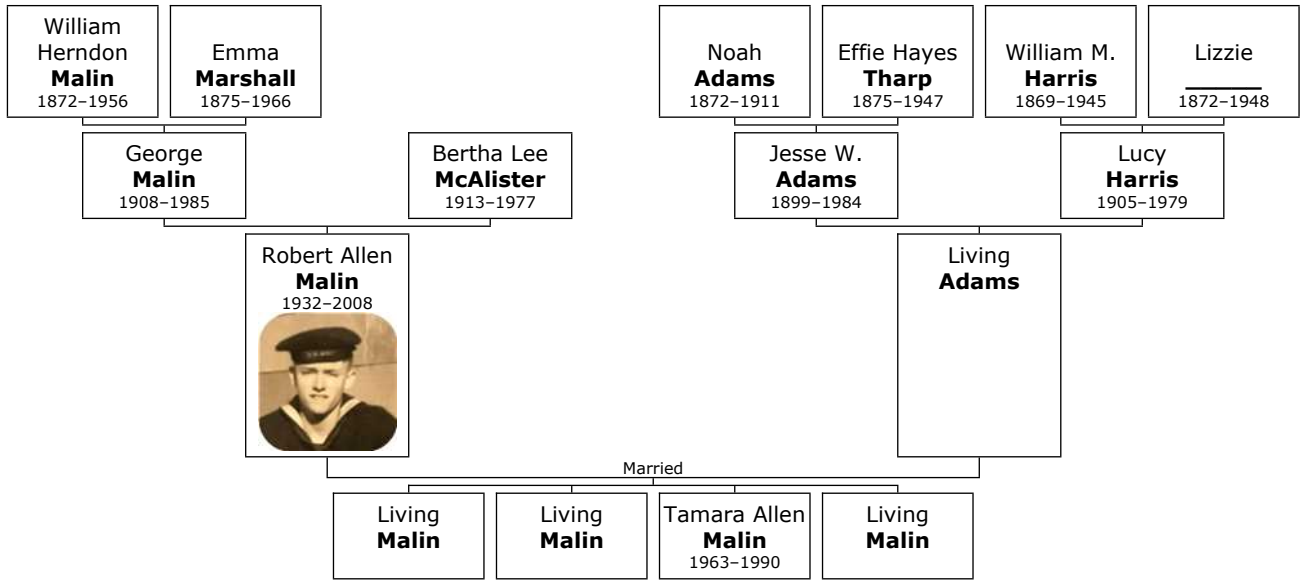 William
Herndon
Malin
1872–1956
Emma
Marshall
1875–1966
Noah
Adams
1872–1911
Effie Hayes
Tharp
1875–1947
William M.
Harris
1869–1945
Lizzie
________
1872–1948
George
Malin
1908–1985
Bertha Lee
McAlister
1913–1977
Jesse W.
Adams
1899–1984
Lucy
Harris
1905–1979
Robert Allen
Malin
1932–2008
Living
Adams
Married
Living
Malin
Living
Malin
Tamara Allen
Malin
1963–1990
Living
Malin